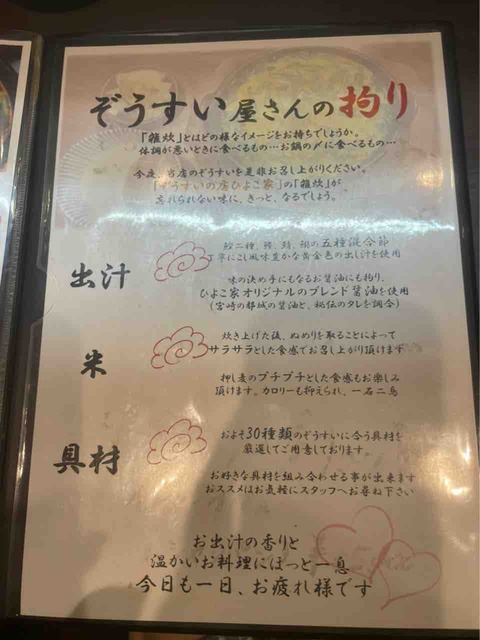 ぞうすい屋さんの拘り
「雑炊」とはどの様なイメージをお持ちでしょうか。
体調が悪いときに食べるもの…お鍋の〆に食べるもの…
今夜、当店のぞうすいを是非お召し上がりください。
「ぞうすいの店ひよこ家」の「雑炊」が
忘れられない味に、きっと、なるでしょう。
出汁
鰹二種、鯖、の五種混合節
丁寧にこし風味豊かな黄金色の出し汁を使用
味の決め手にもなるお醤油にも拘り、
ひよこ家オリジナルのブレンド醤油を使用
(宮崎の都城の醤油と、秘伝のタレを調合)
米
炊き上げた後、ぬめりを取ることによって
サラサラとした食感でお召し上がり頂けます
押し麦のプチプチとした食感もお楽しみ
頂けます。カロリーも抑えられ、一石二鳥
具材
およそ30種類のぞうすいに合う具材を
厳選してご用意しております
お好きな具材を組み合わせる事が出来ます
おススメはお気軽にスタッフへお尋ね下さい
お出汁の香りと
温かいお料理にほっと一息
今日も一日、お疲れ様です